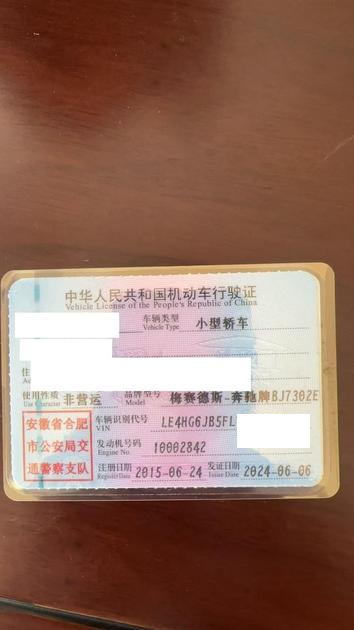 中华人民共和国机动车行驶证
Vehicle License of the People's Republic of China
车辆类型 小型轿车
Vehicle Type
住
使用性质 非营运 品牌型号 梅赛德斯-奔驰牌BJ7302E
Use Character Model
安徽省合肥
市公安局交
通警察支队
车辆识别代号 LE4HG6JB5FL
VIN
发动机号码 10002842
Engine No.
注册日期 2015-06-24 发证日期 2024-06-06
Register Date Issue Date